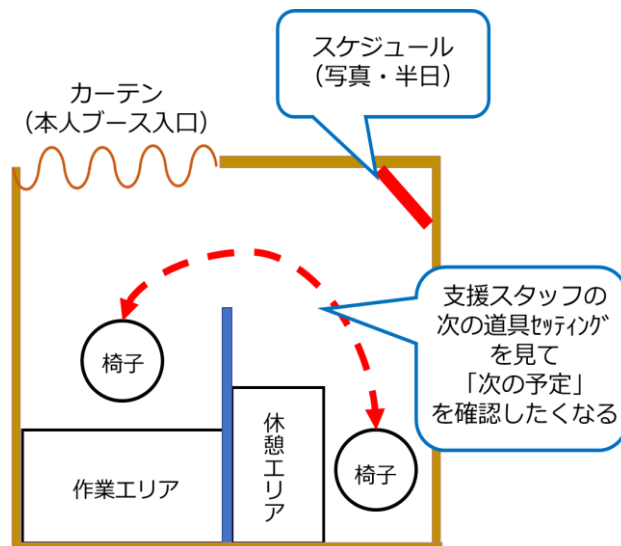 スケジュール
（写真・半日）
カーテン
（本人ブース入口）
支援スタッフの
次の道具ｾｯﾃｨﾝｸﾞ
を見て
「次の予定」
を確認したくなる
椅子
作業エリア
休憩エリア
椅子